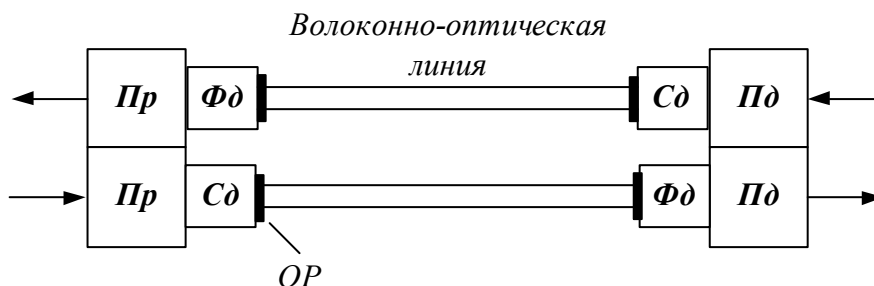 Волоконно-оптическая
линия
Пр Фд Сд Пд
Пр Сд Фд Пд
ОР